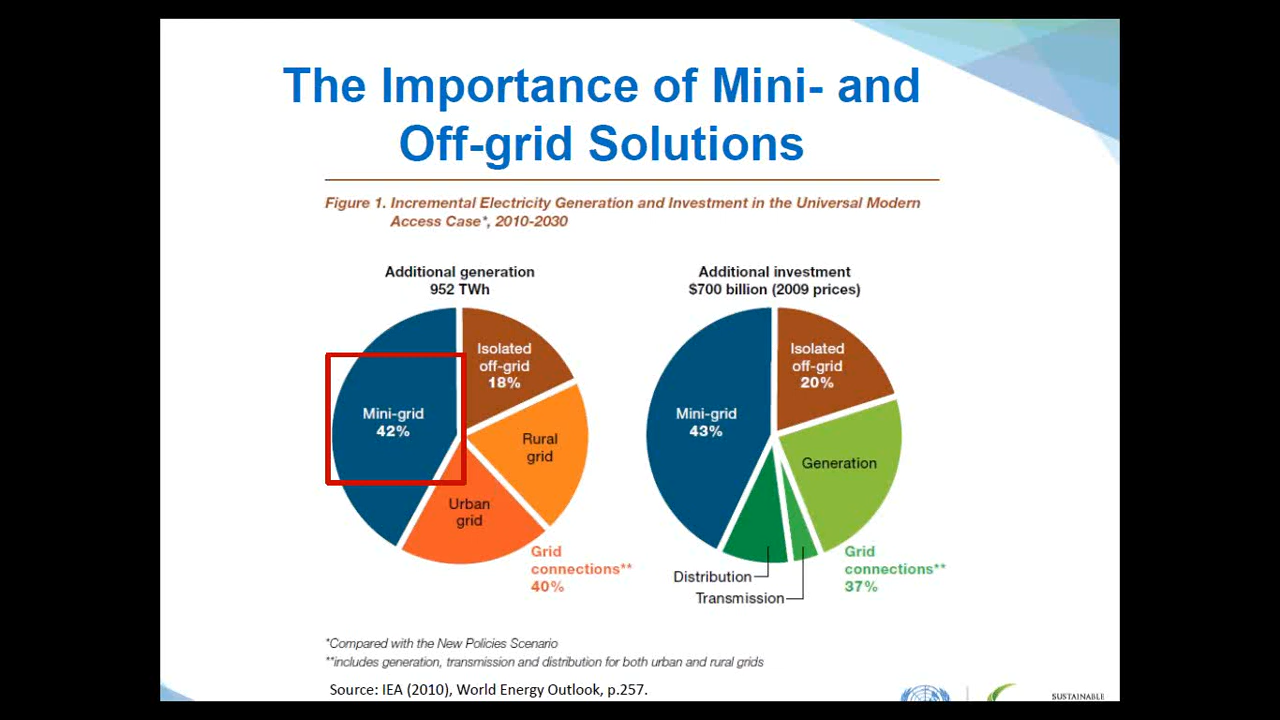 The Importance of Mini- and
Off-grid Solutions
Figure 1. Incremental Electricity Generation and Investment in the Universal Modern
Access Case*, 2010-2030
Additional generation
952 TWh
Isolated
off-grid
18%
Mini-grid
42%
Rural
grid
Urban
grid
Grid
connections**
40%
Additional investment
$700 billion (2009 prices)
Isolated
off-grid
20%
Mini-grid
43%
Generation
Distribution
Transmission
Grid
connections**
37%
*Compared with the New Policies Scenario
**includes generation, transmission and distribution for both urban and rural grids
Source: IEA (2010), World Energy Outlook, p.257.
SUSTAINABLE